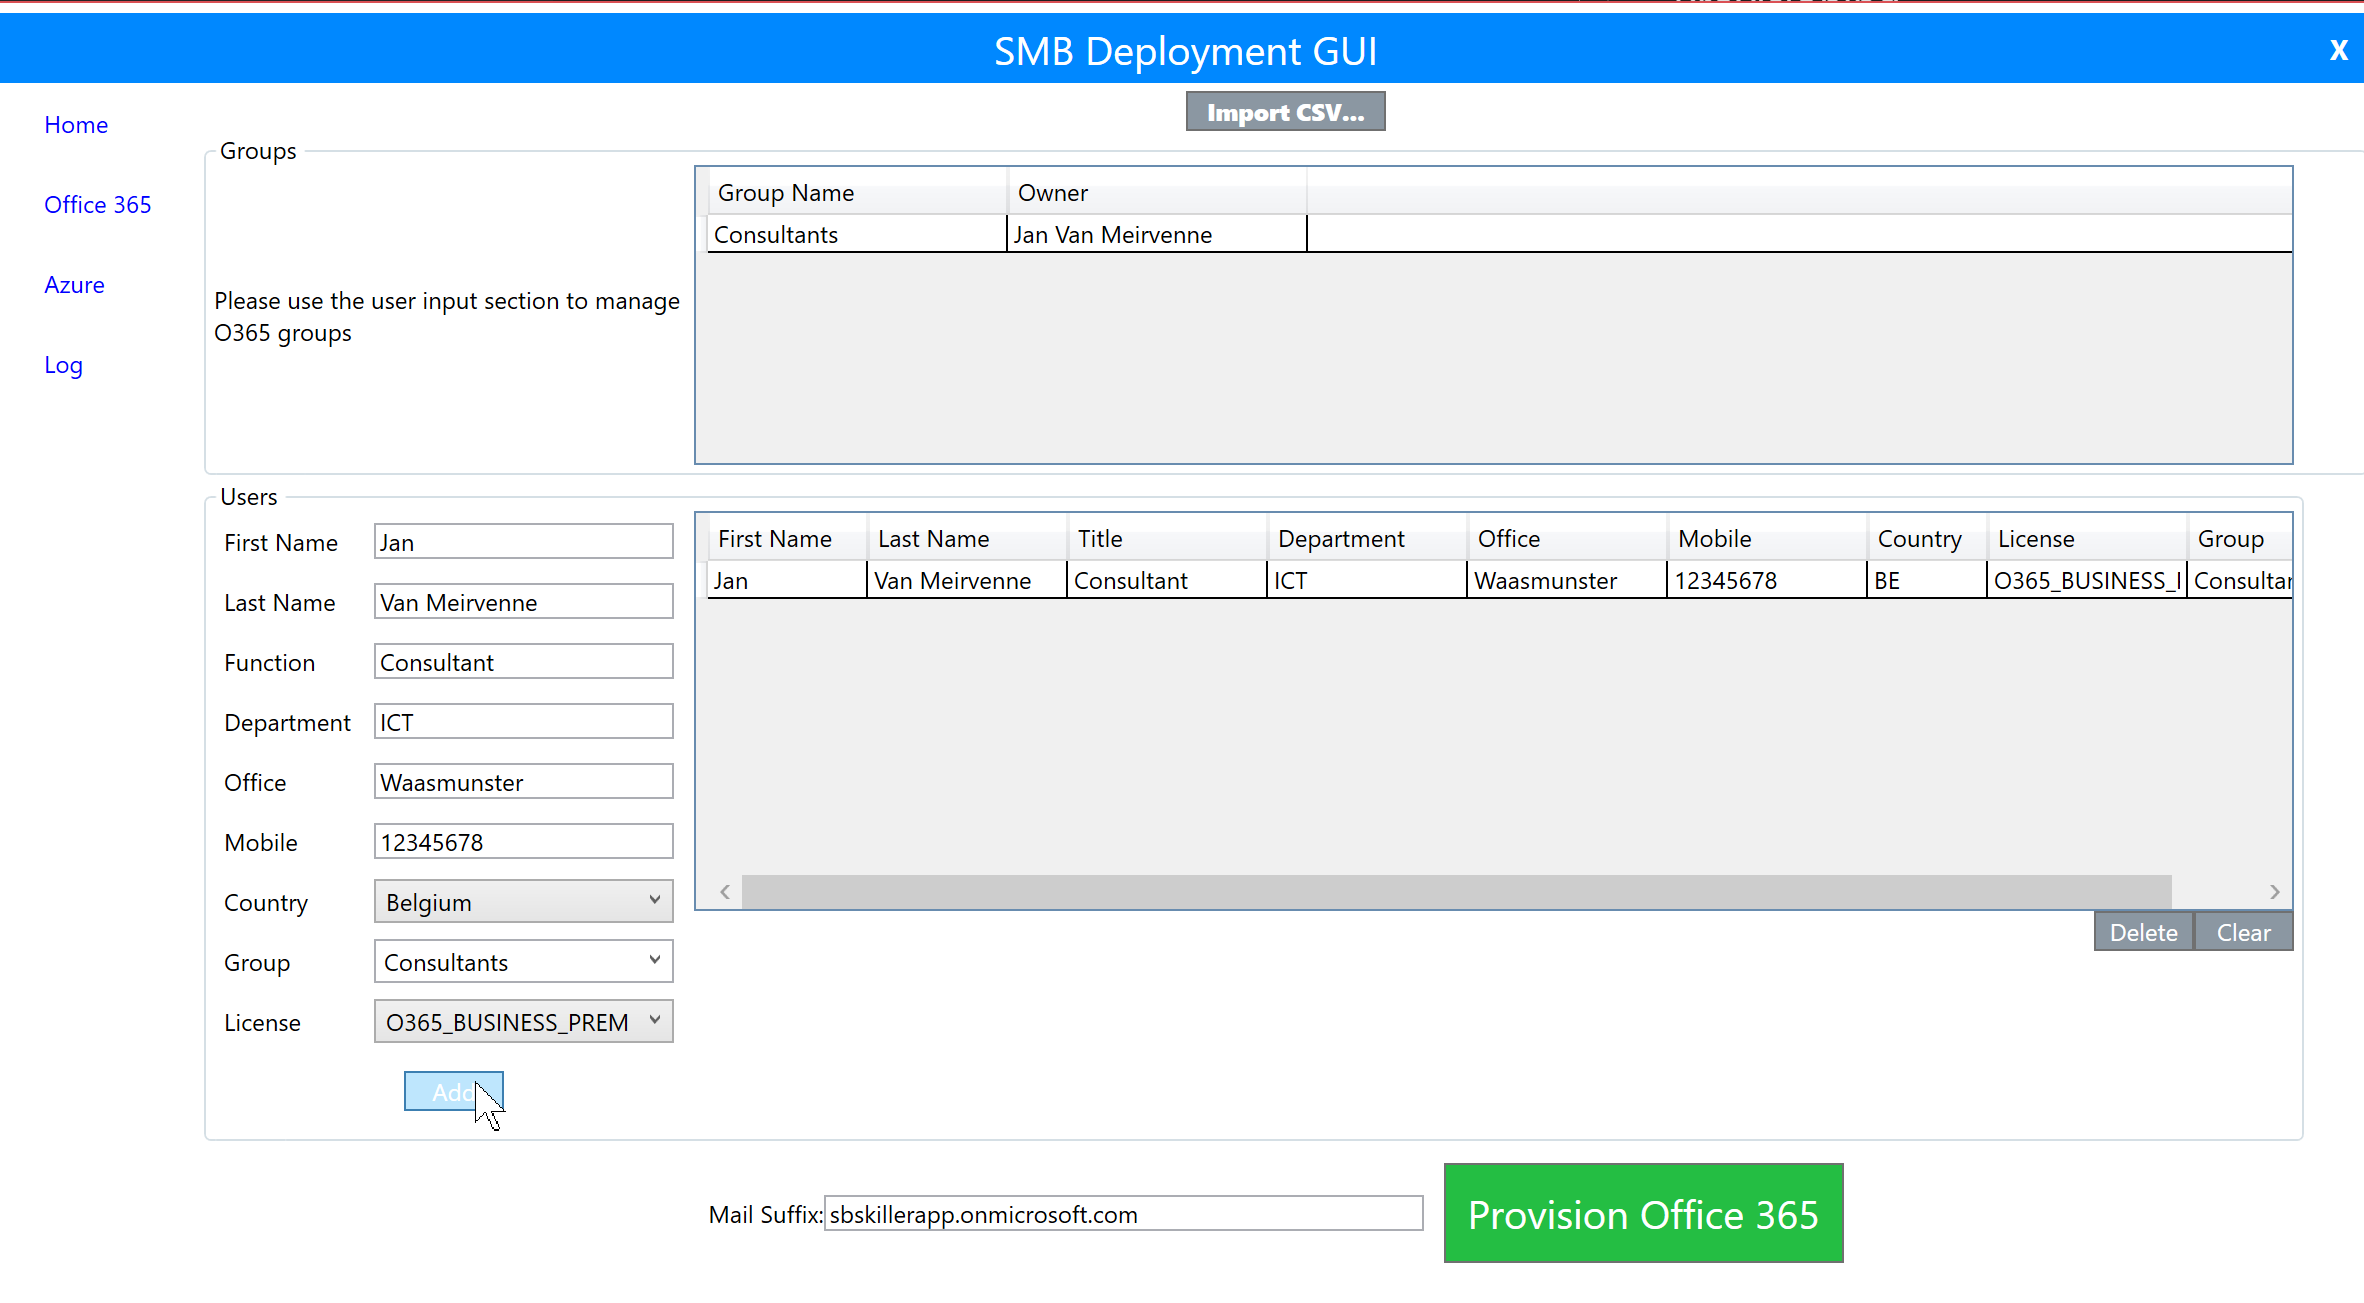 SMB Deployment GUI
X
Import CSV...
Home
Office 365
Azure
Log
Groups
Please use the user input section to manage
O365 groups
Group Name Owner
Consultants Jan Van Meirvenne
Users
First Name Jan
Last Name Van Meirvenne
Function Consultant
Department ICT
Office Waasmunster
Mobile 12345678
Country Belgium
Group Consultants
License O365_BUSINESS_PREM
Add
First Name Last Name Title Department Office Mobile Country License Group
Jan Van Meirvenne Consultant ICT Waasmunster 12345678 BE O365_BUSINESS_ Consultan
Delete Clear
Mail Suffix: sbskillerapp.onmicrosoft.com
Provision Office 365